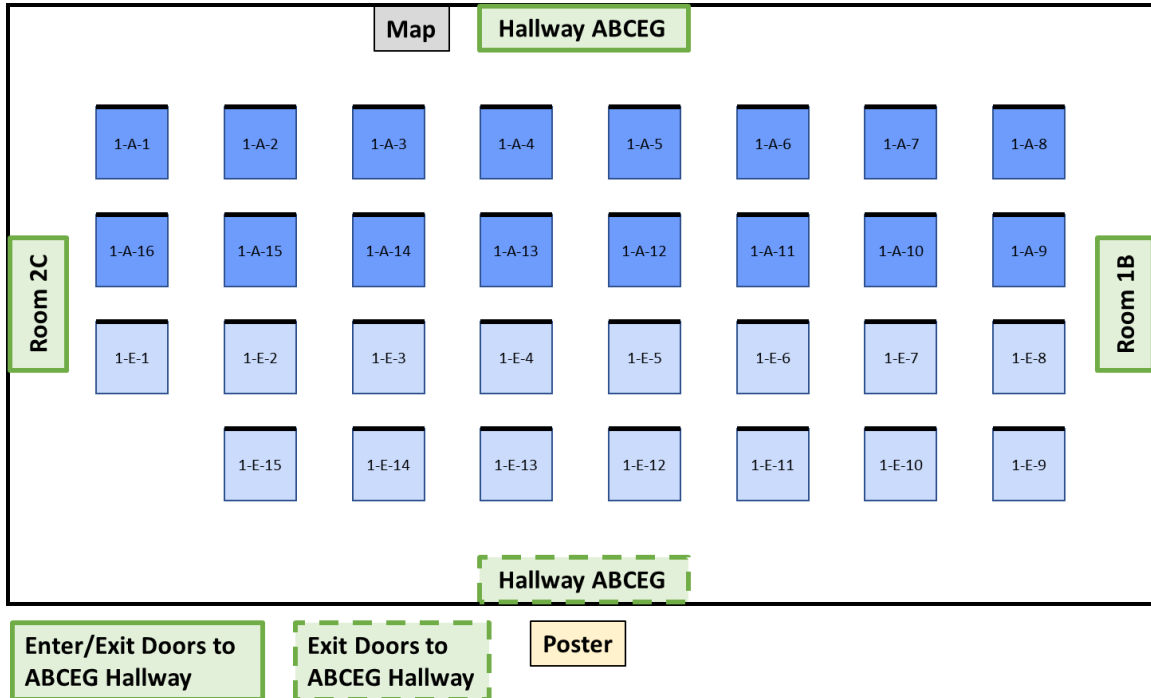 Map
Hallway ABCEG
1-A-1
1-A-2
1-A-3
1-A-4
1-A-5
1-A-6
1-A-7
1-A-8
1-A-16
1-A-15
1-A-14
1-A-13
1-A-12
1-A-11
1-A-10
1-A-9
Room 2C
Room 1B
1-E-1
1-E-2
1-E-3
1-E-4
1-E-5
1-E-6
1-E-7
1-E-8
1-E-15
1-E-14
1-E-13
1-E-12
1-E-11
1-E-10
1-E-9
Hallway ABCEG
Enter/Exit Doors to
ABCEG Hallway
Exit Doors to
ABCEG Hallway
Poster